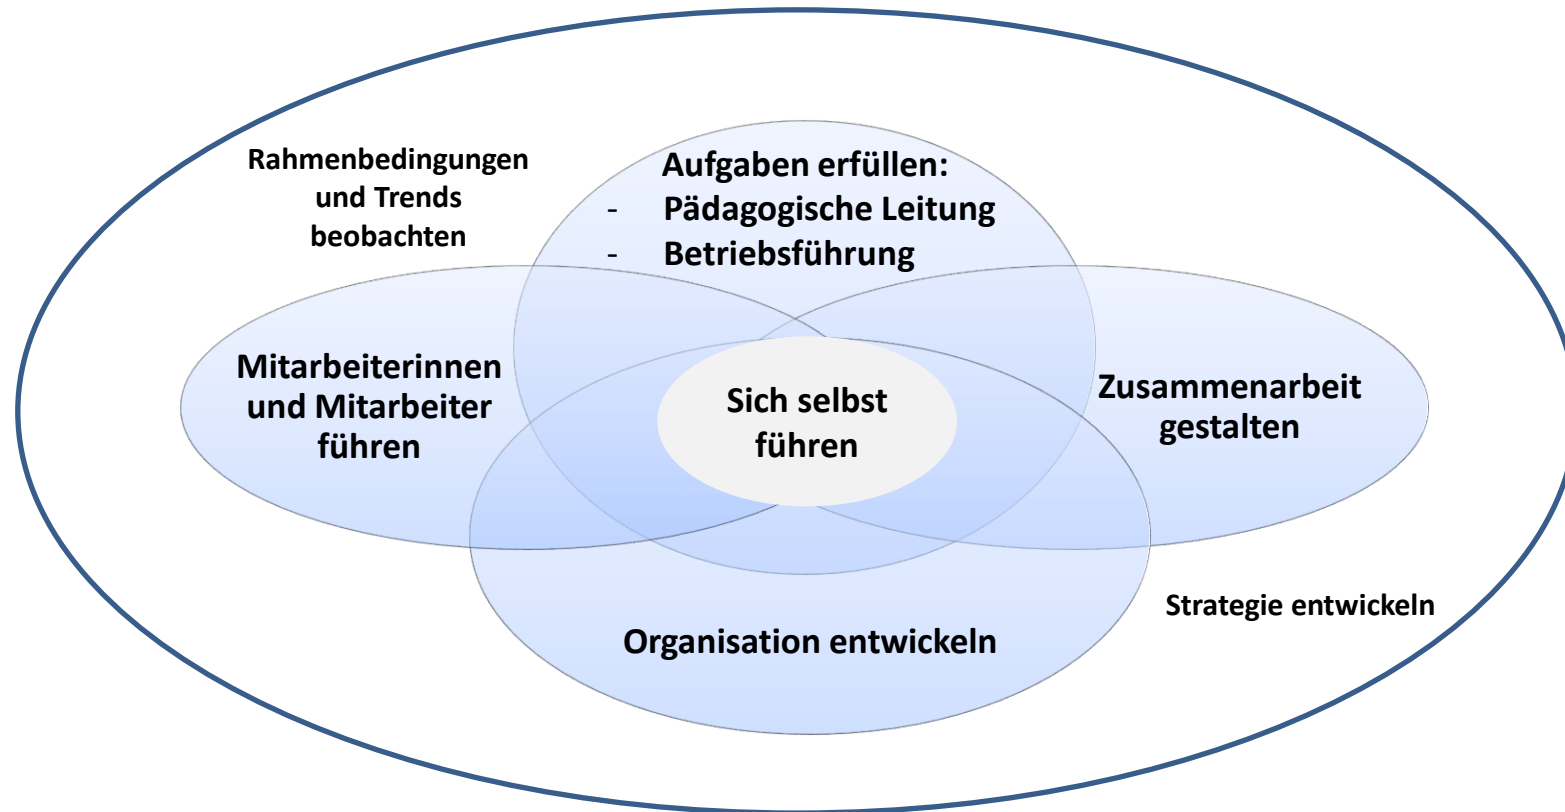 Rahmenbedingungen
und Trends
beobachten
Aufgaben erfüllen:
- Pädagogische Leitung
- Betriebsführung
Mitarbeiterinnen
und Mitarbeiter
führen
Sich selbst
führen
Zusammenarbeit
gestalten
Strategie entwickeln
Organisation entwickeln